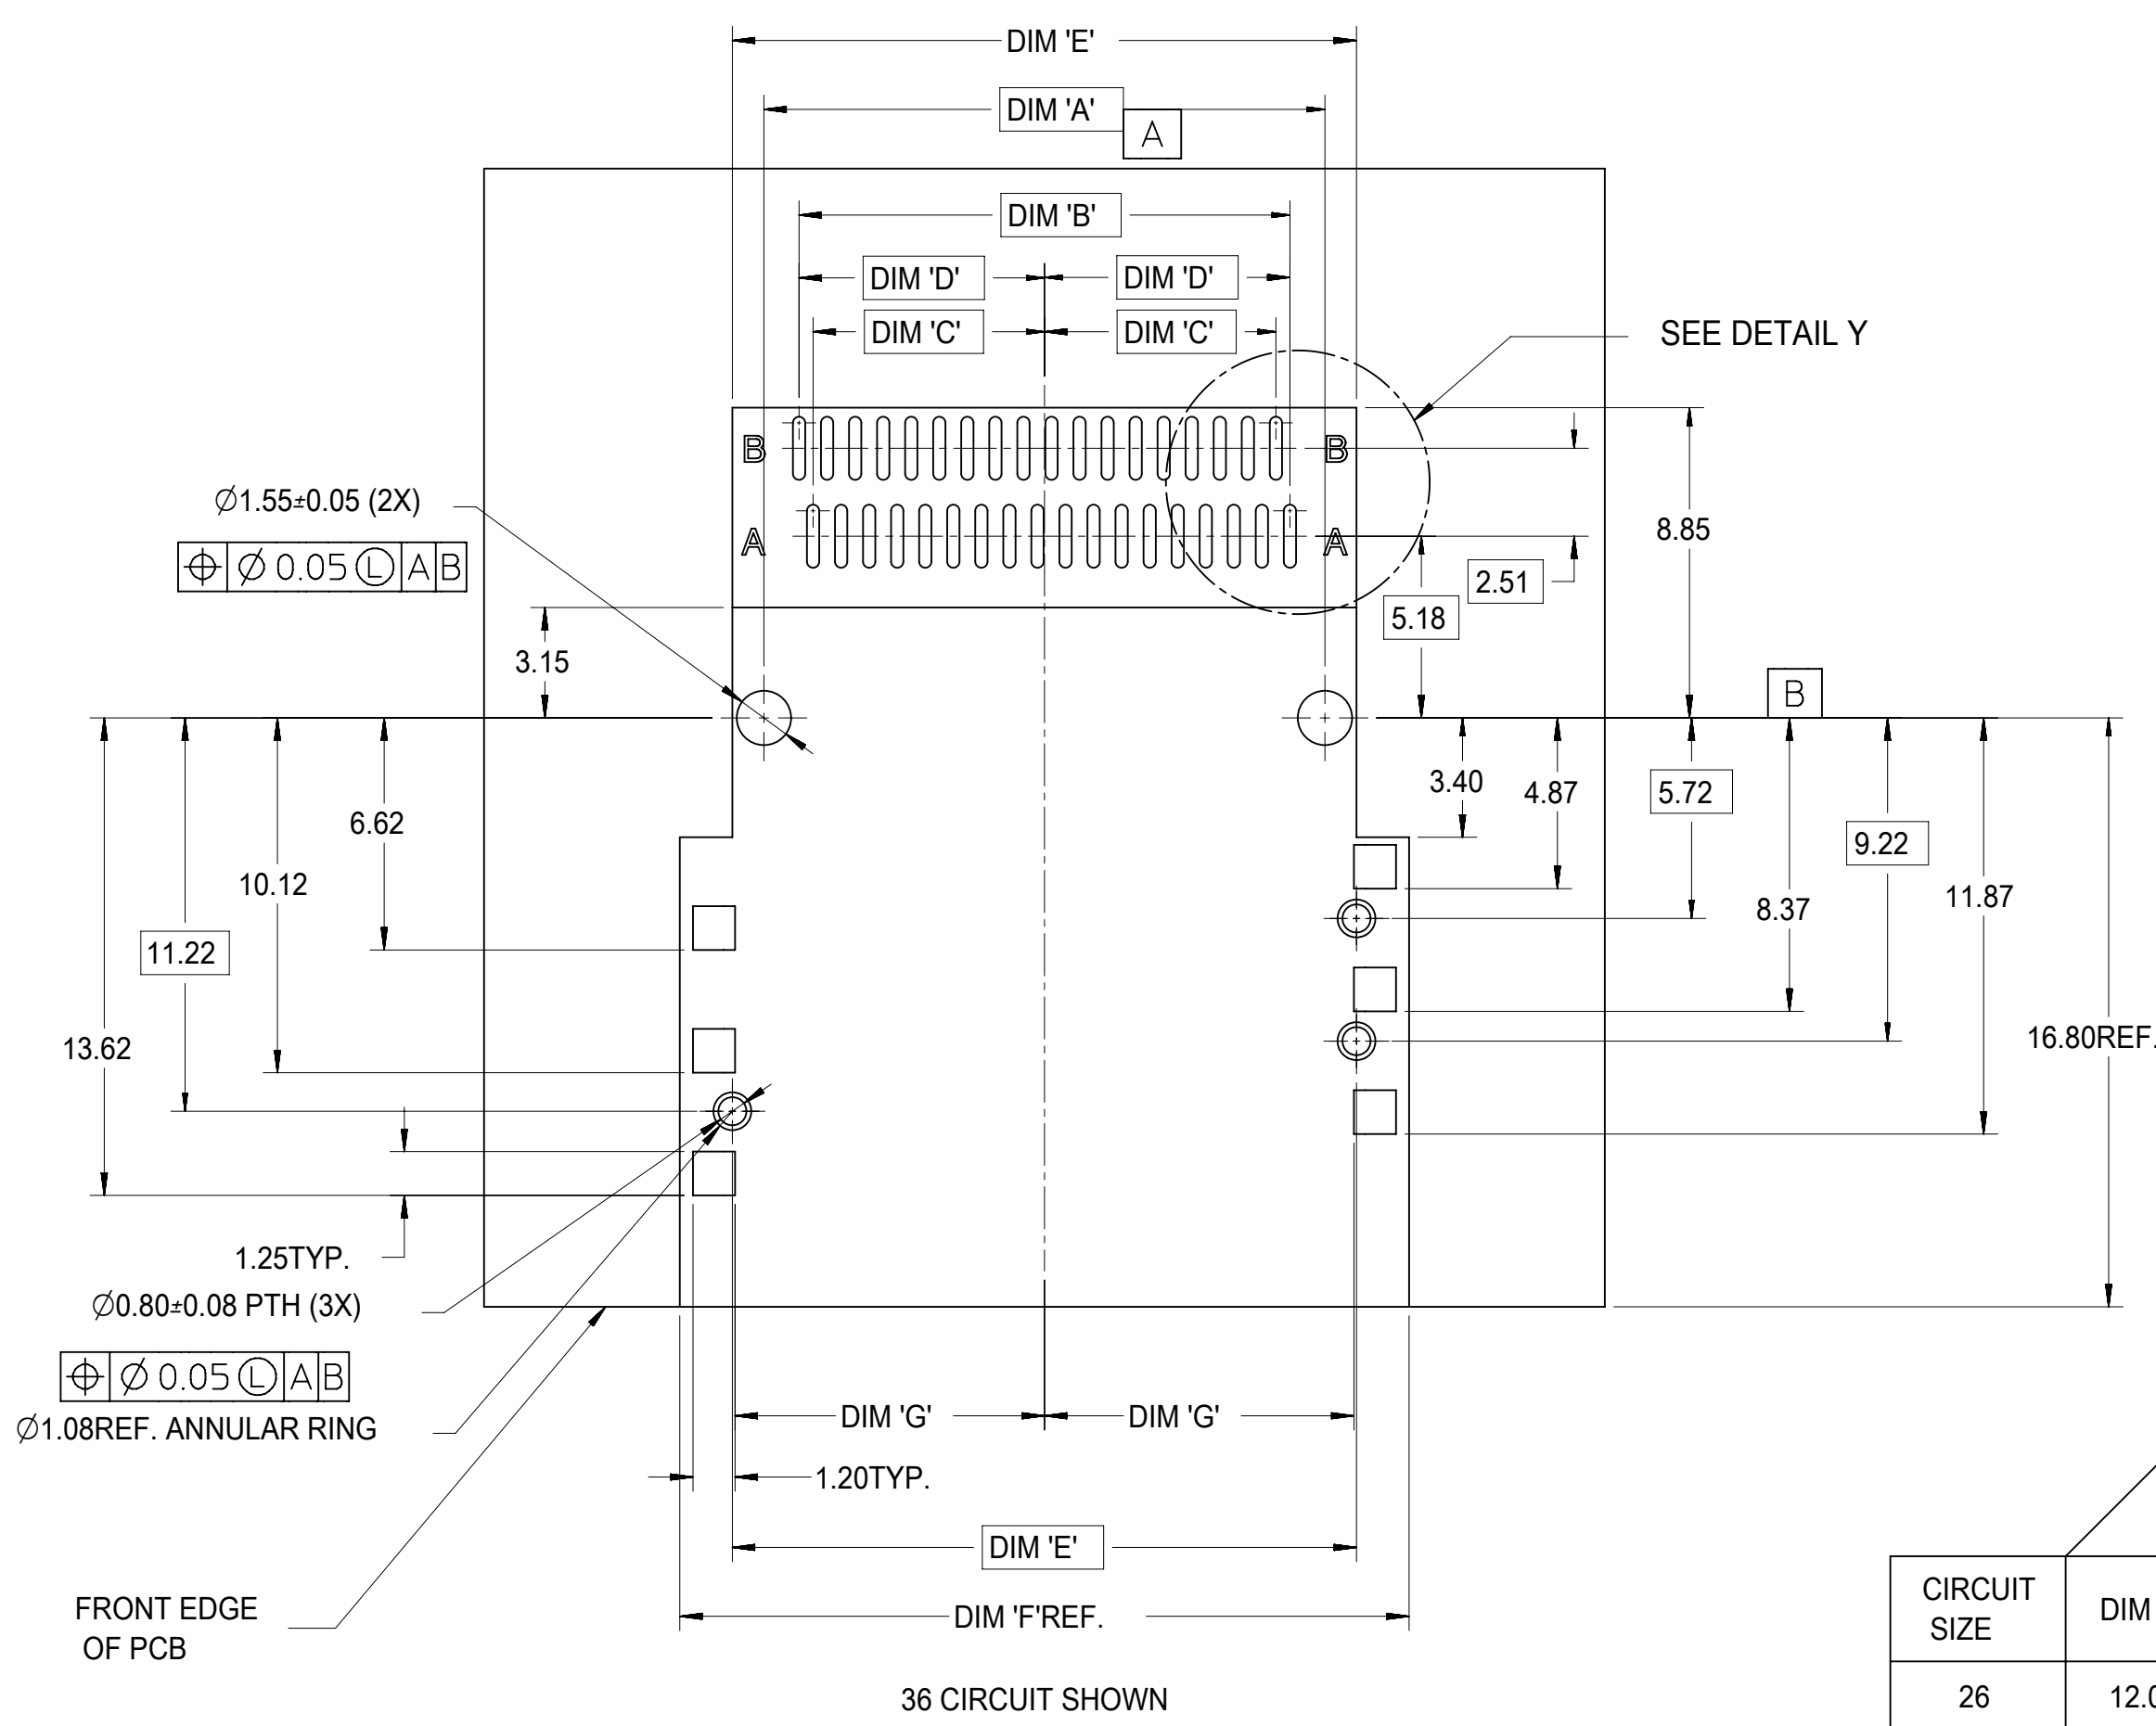 DIM 'E'
DIM 'A'
A
DIM 'B'
DIM 'D' DIM 'D'
DIM 'C' DIM 'C'
SEE DETAIL Y
B B
A A
Ø1.55±0.05 (2X)
⌖ Ø 0.05 Ⓛ A B
8.85
2.51
5.18
3.15
B
3.40
4.87
5.72
9.22
6.62
10.12
11.22
13.62
8.37
11.87
16.80REF.
1.25TYP.
Ø0.80±0.08 PTH (3X)
⌖ Ø 0.05 Ⓛ A B
Ø1.08REF. ANNULAR RING
DIM 'G' DIM 'G'
1.20TYP.
DIM 'E'
DIM 'F'REF.
FRONT EDGE
OF PCB
36 CIRCUIT SHOWN
CIRCUIT
SIZE
DIM
26